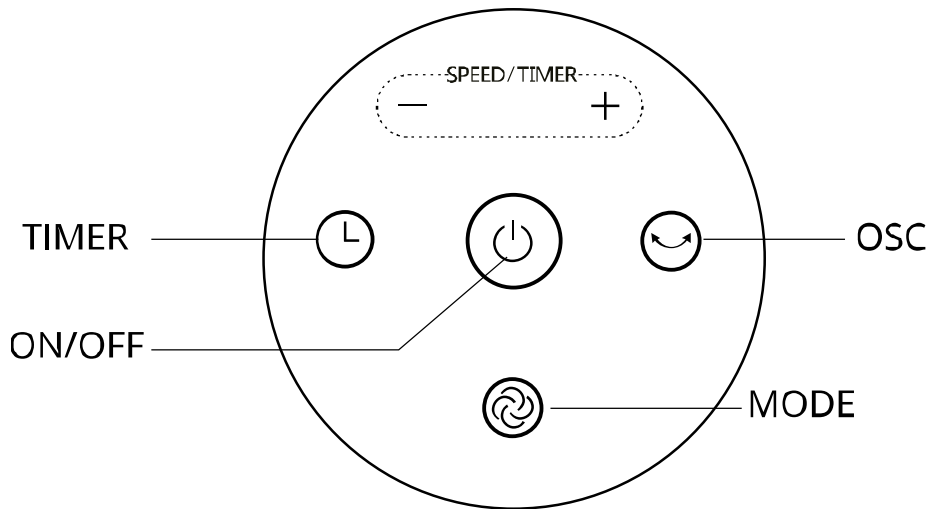 SPEED/TIMER
− +
TIMER
OSC
ON/OFF
MODE